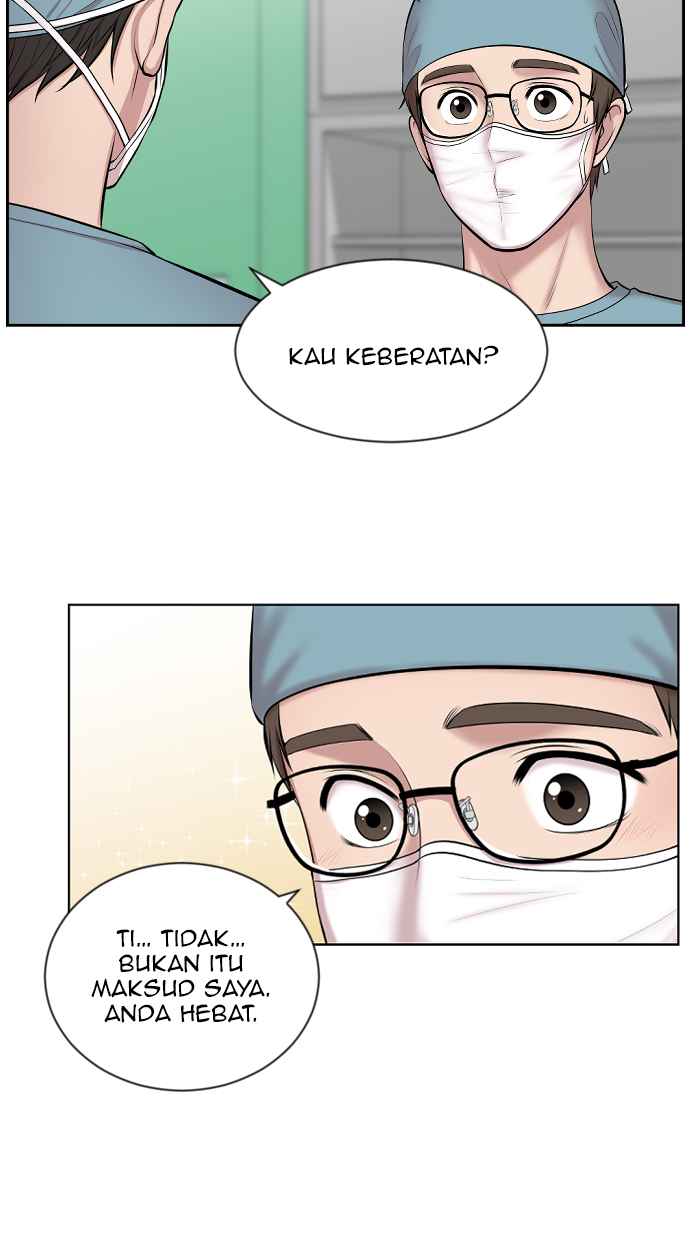 KAU KEBERATAN?
TI... TIDAK...
BUKAN ITU
MAKSUD SAYA.
ANDA HEBAT.